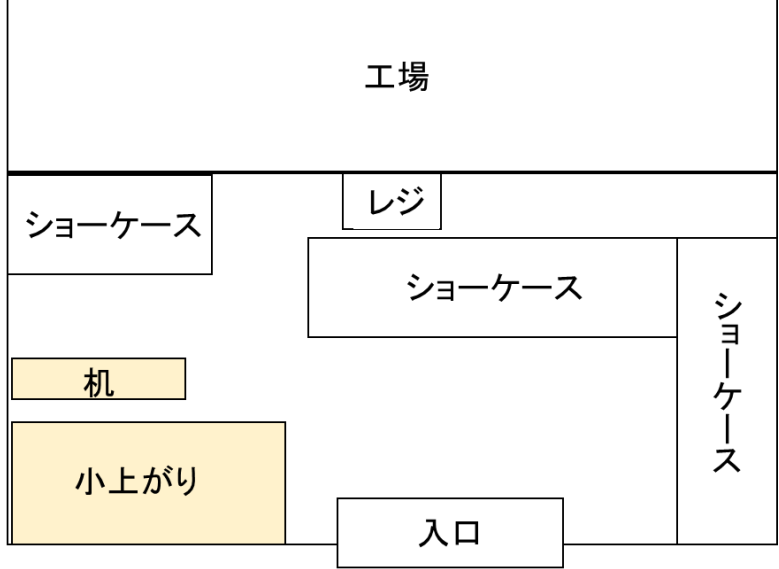 工場
レジ
ショーケース
ショーケース
ショーケース
机
小上がり
入口